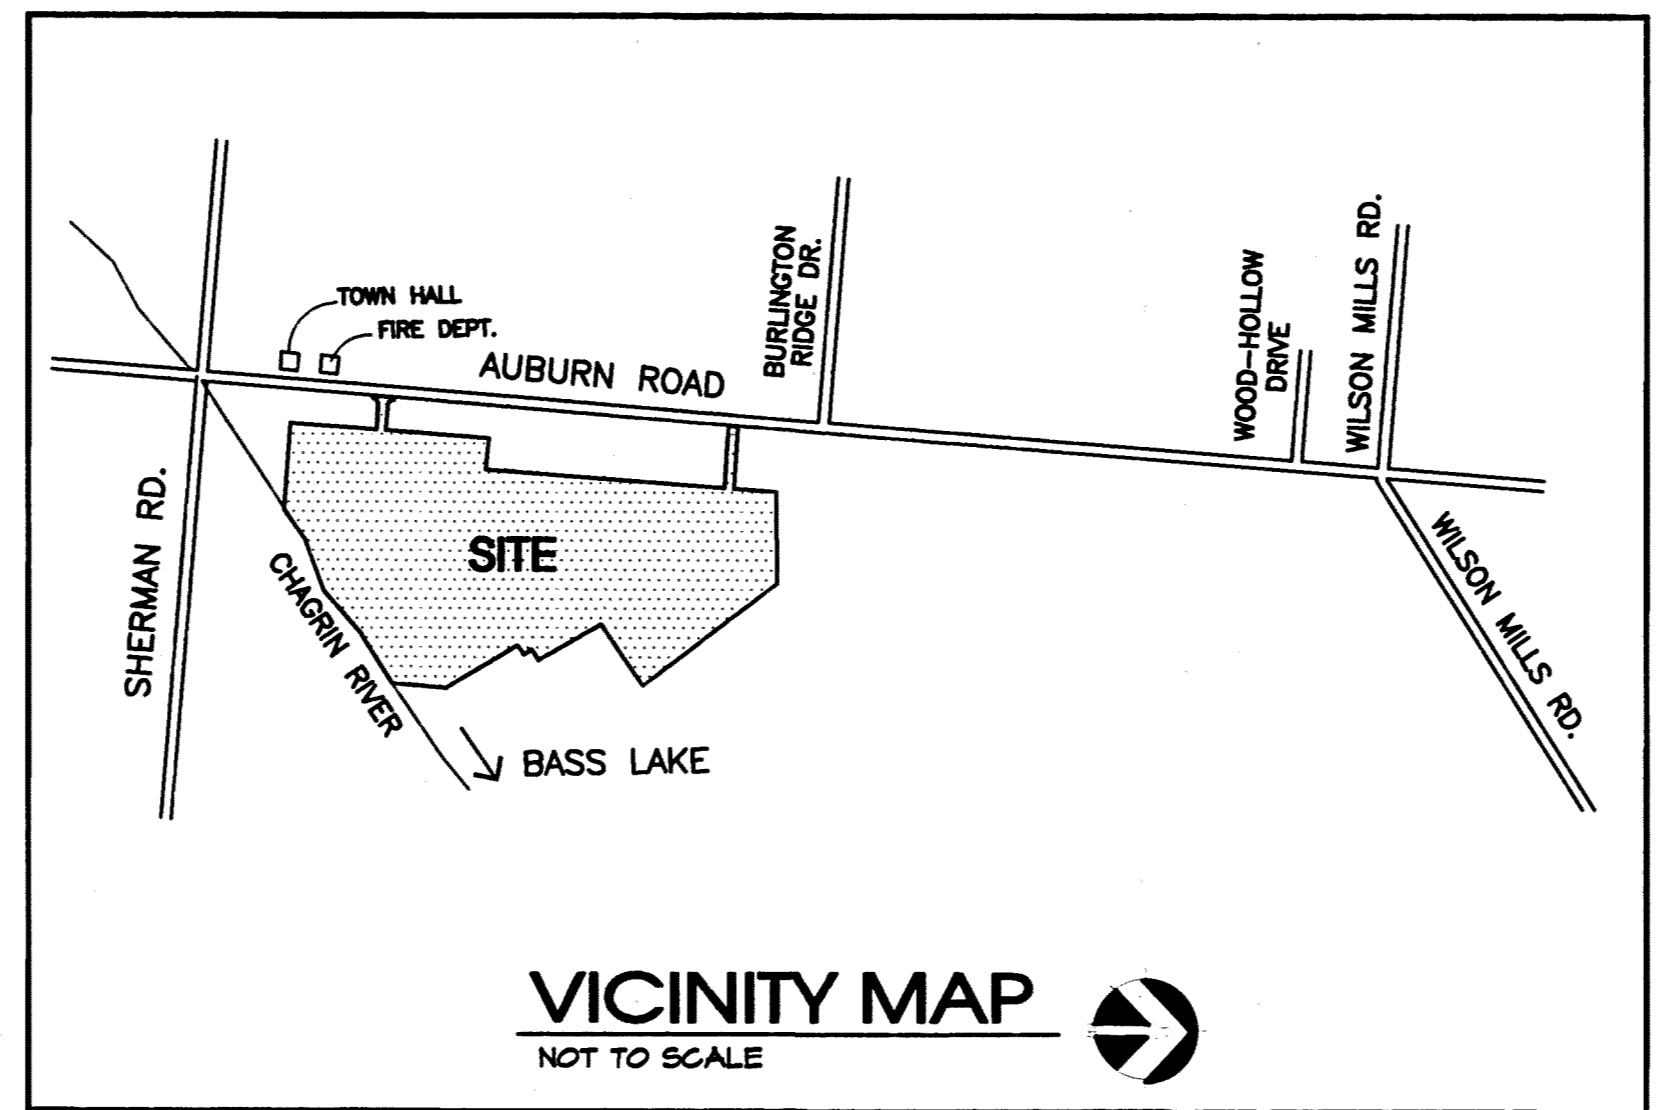 TOWN HALL
FIRE DEPT.
AUBURN ROAD
BURLINGTON
RIDGE DR.
WOOD-HOLLOW
DRIVE
WILSON MILLS RD.
SHERMAN RD.
SITE
CHAGRIN RIVER
WILSON MILLS RD.
BASS LAKE
VICINITY MAP
NOT TO SCALE